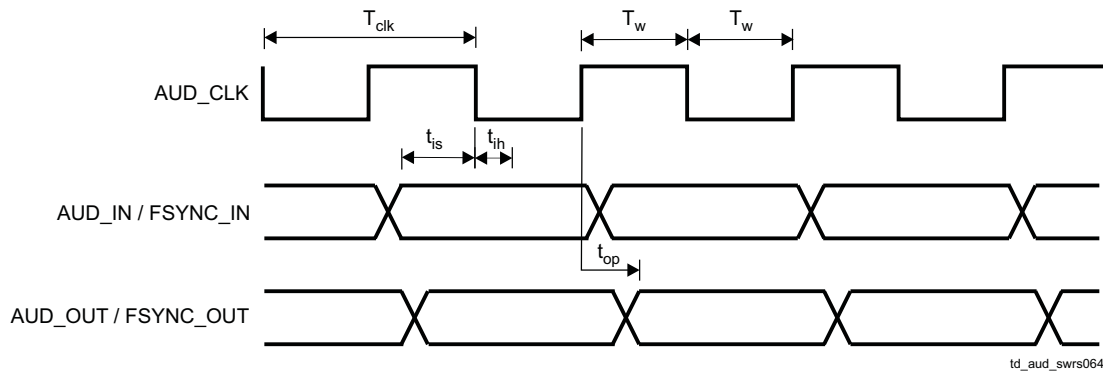 T_clk
T_w
T_w
AUD_CLK
t_is
t_ih
AUD_IN / FSYNC_IN
t_op
AUD_OUT / FSYNC_OUT
td_aud_swrs064